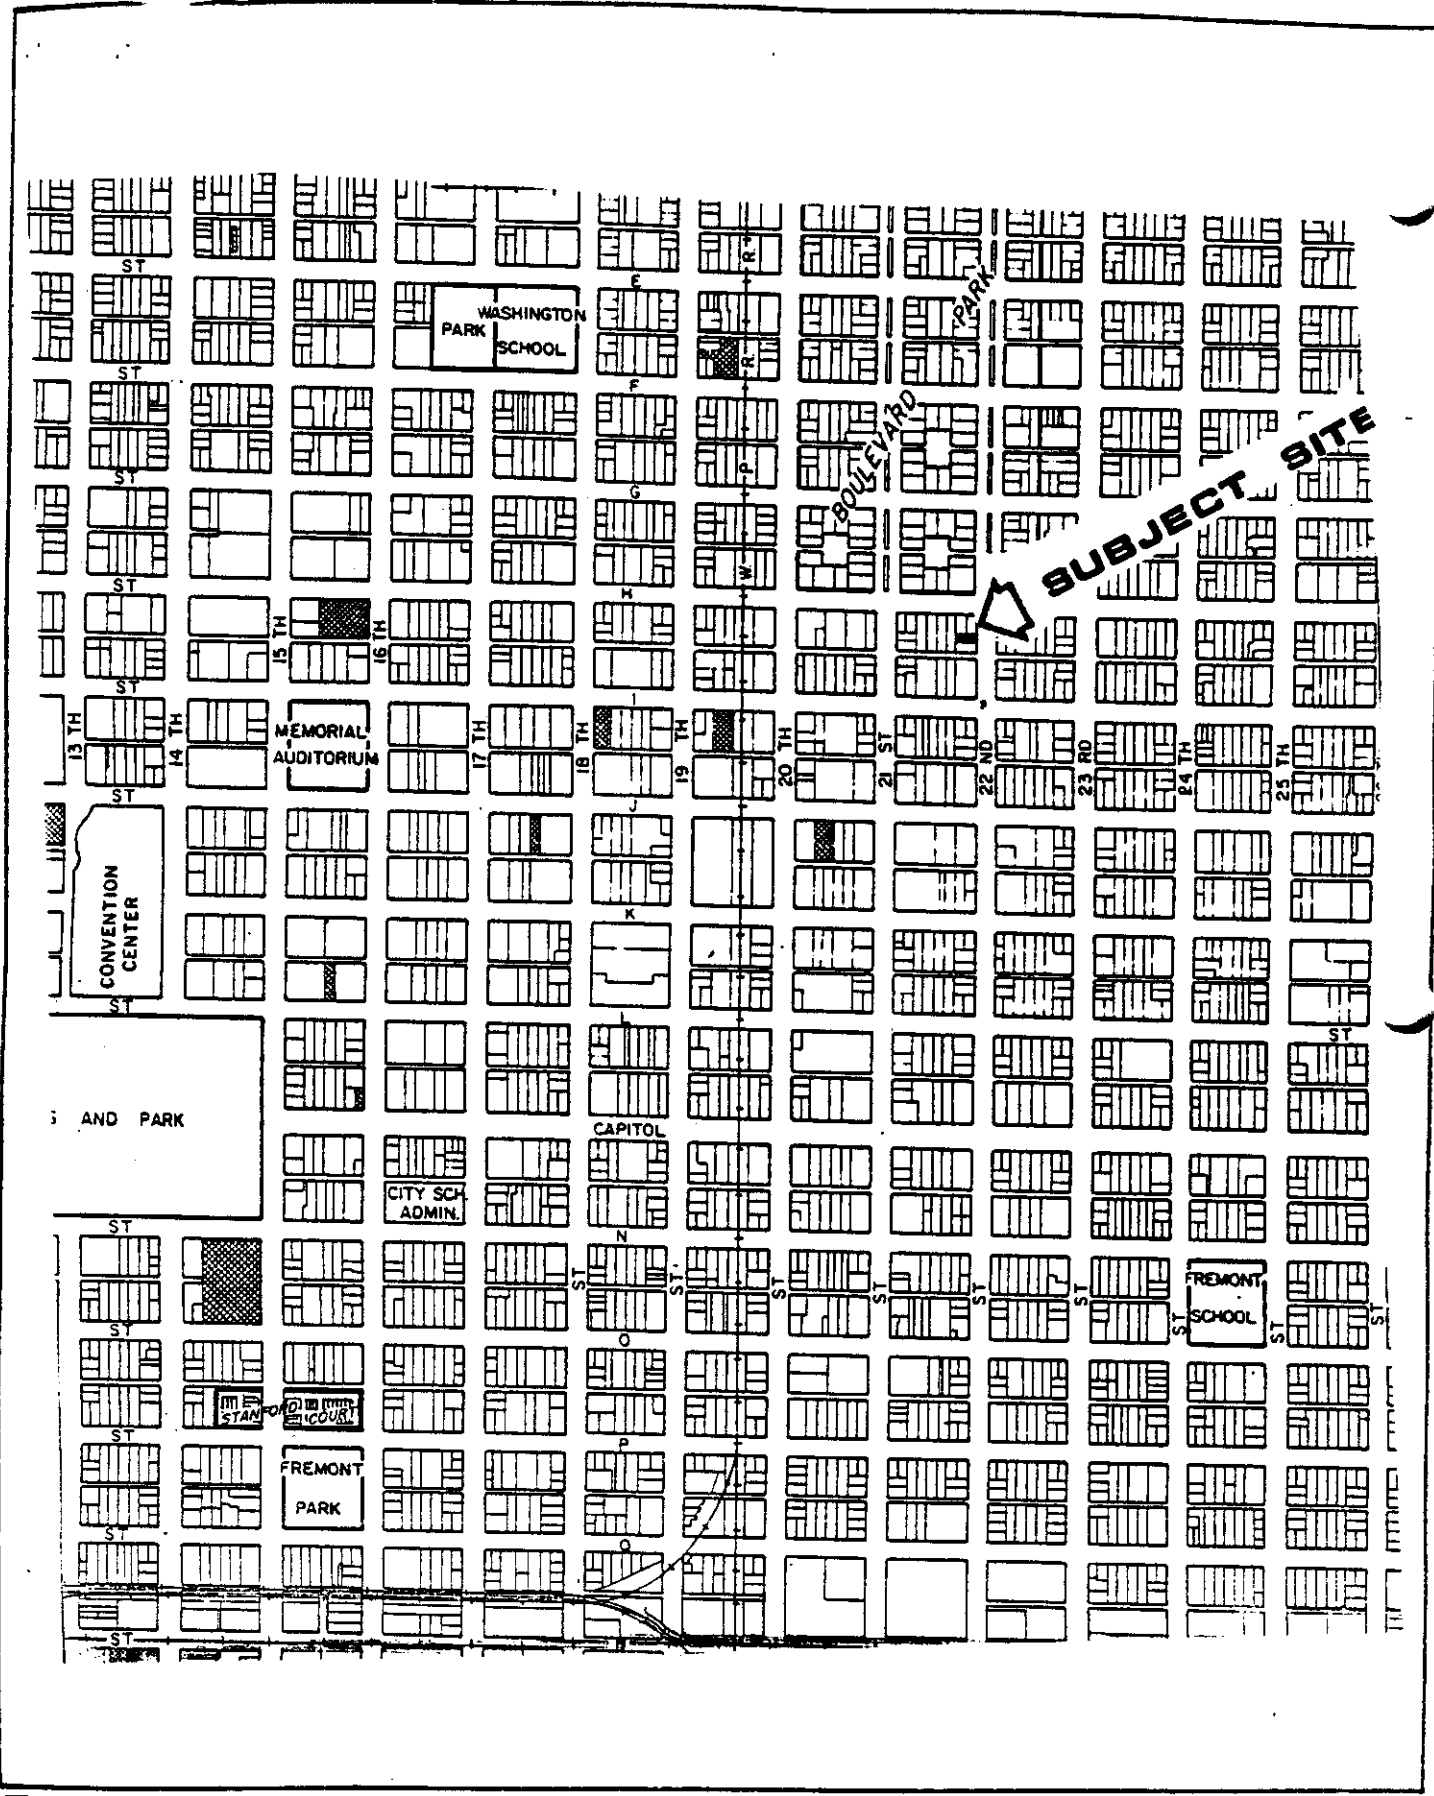 R.
ST
E
PARK
WASHINGTON
PARK
SCHOOL
R.
ST
F
BOULEVARD
SUBJECT SITE
P.
ST
G
W.
ST
H
15 TH
16 TH
ST
I
13 TH
14 TH
MEMORIAL
AUDITORIUM
17 TH
18 TH
19 TH
20 TH
21 ST
22 ND
23 RD
24 TH
25 TH
ST
J
CONVENTION
CENTER
K
ST
L
ST
AND PARK
CAPITOL
CITY SCH.
ADMIN.
ST
N
ST
ST
ST
ST
ST
ST
ST
ST
ST
FREMONT
SCHOOL
ST
O
STANFORD COURT
ST
P
FREMONT
PARK
ST
Q
ST